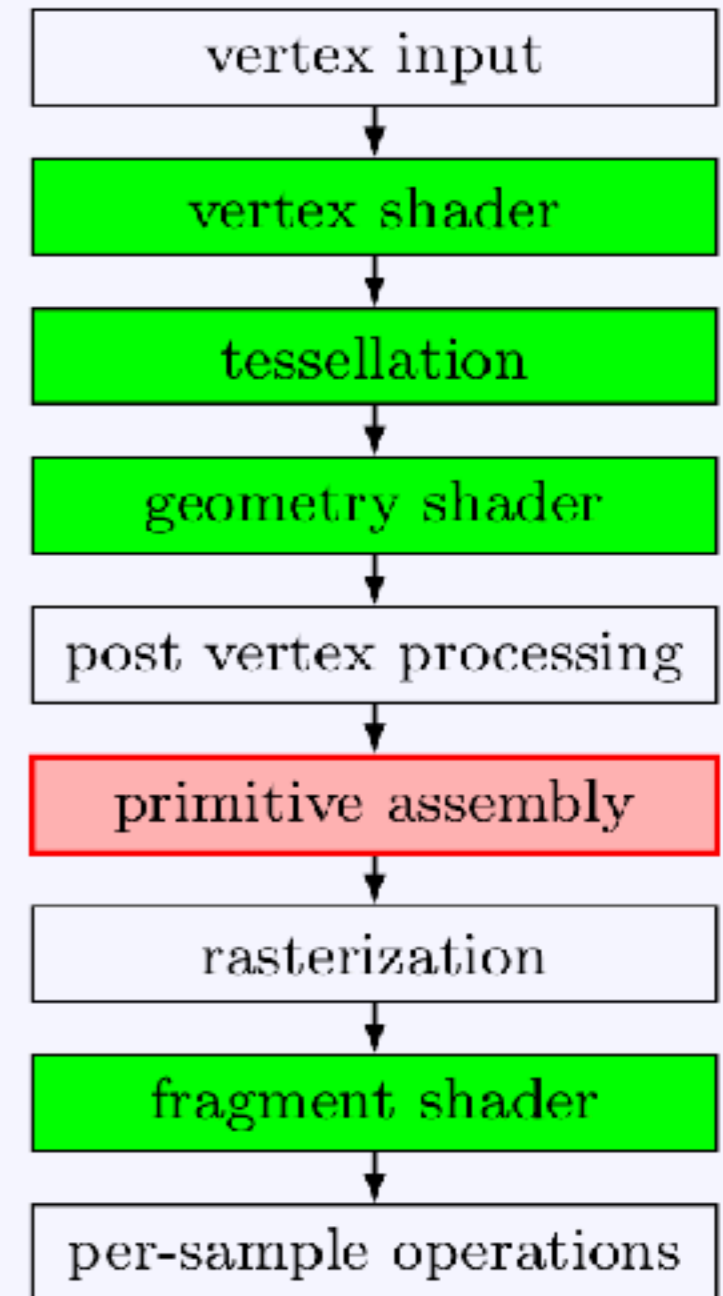 vertex input
vertex shader
tessellation
geometry shader
post vertex processing
primitive assembly
rasterization
fragment shader
per-sample operations